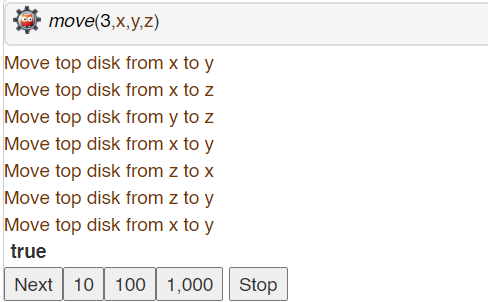 move(3,x,y,z)
Move top disk from x to y
Move top disk from x to z
Move top disk from y to z
Move top disk from x to y
Move top disk from z to x
Move top disk from z to y
Move top disk from x to y
true
Next 10 100 1,000 Stop